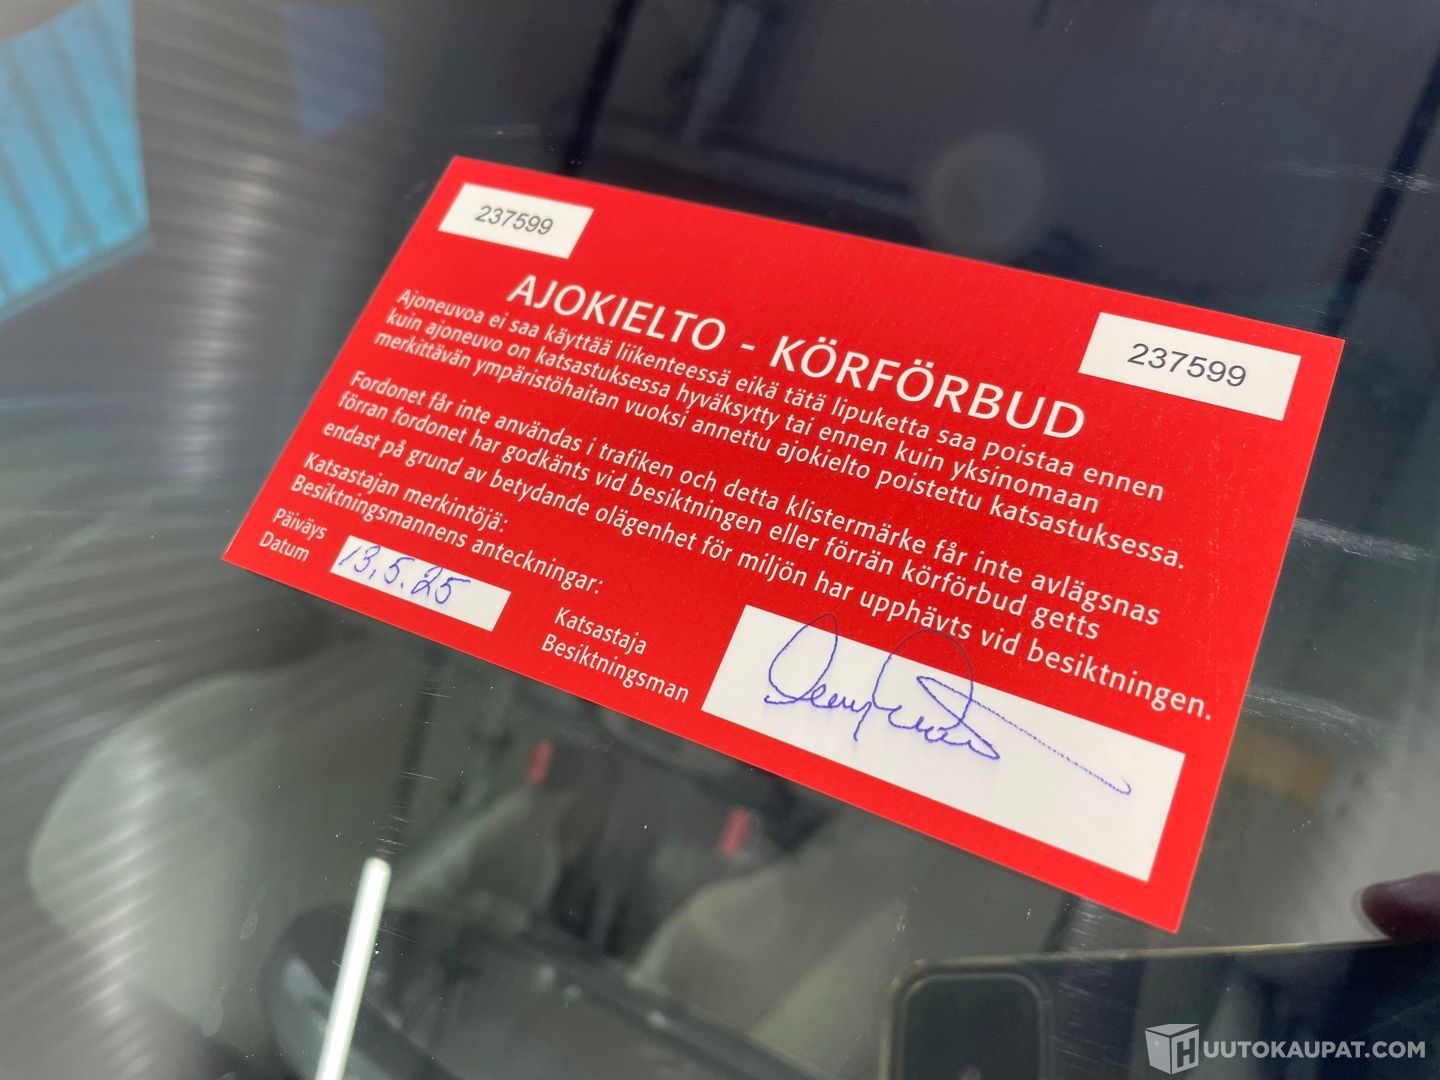 237599
237599
AJOKIELTO - KÖRFÖRBUD
Ajoneuvoa ei saa käyttää liikenteessä eikä tätä lipuketta saa poistaa ennen
kuin ajoneuvo on katsastuksessa hyväksytty tai ennen kuin yksinomaan
merkittävän ympäristöhaitan vuoksi annettu ajokielto poistettu katsastuksessa.
Fordonet får inte användas i trafiken och detta klistermärke får inte avlägsnas
förran fordonet har godkänts vid besiktningen eller förrän körförbud getts
endast på grund av betydande olägenhet för miljön har upphävts vid besiktningen.
Katsastajan merkintöjä:
Besiktningsmannens anteckningar:
Päiväys
Datum
13.5.25
Katsastaja
Besiktningsman
HUUTOKAUPAT.COM